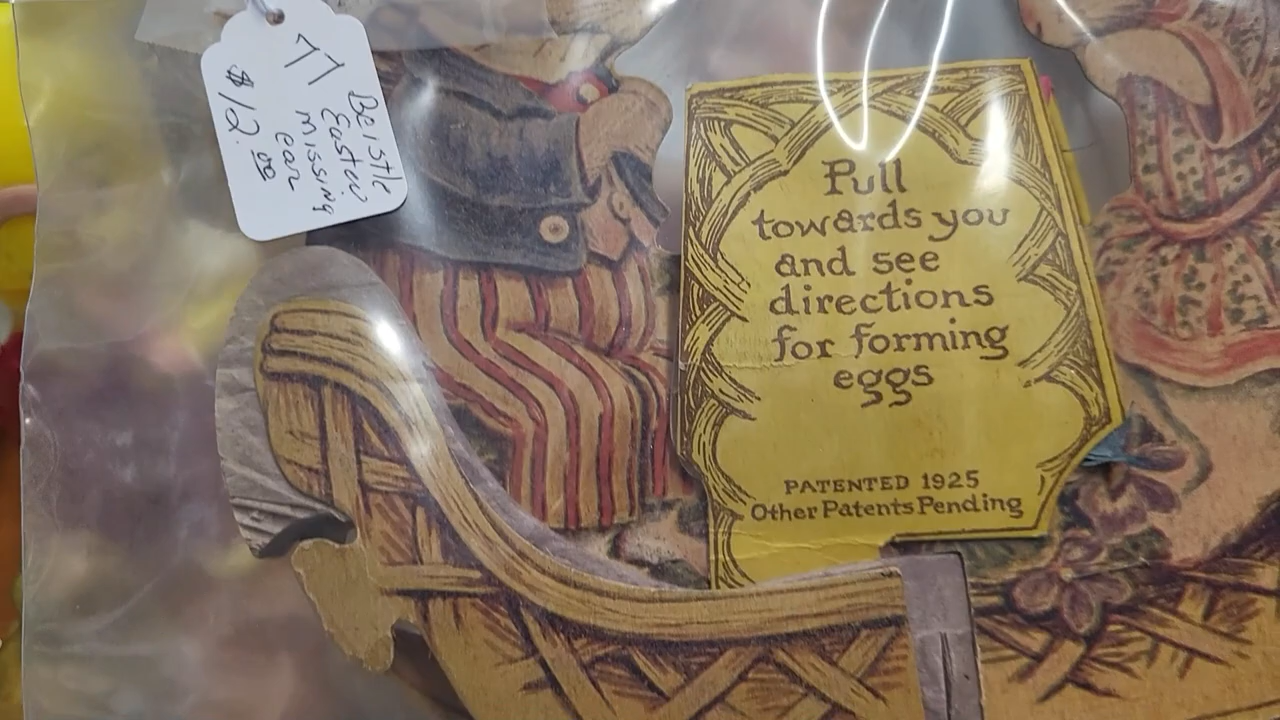 77
Beistle
Easter
missing
ear
$12.00
Pull
towards you
and see
directions
for forming
eggs
PATENTED 1925
Other Patents Pending